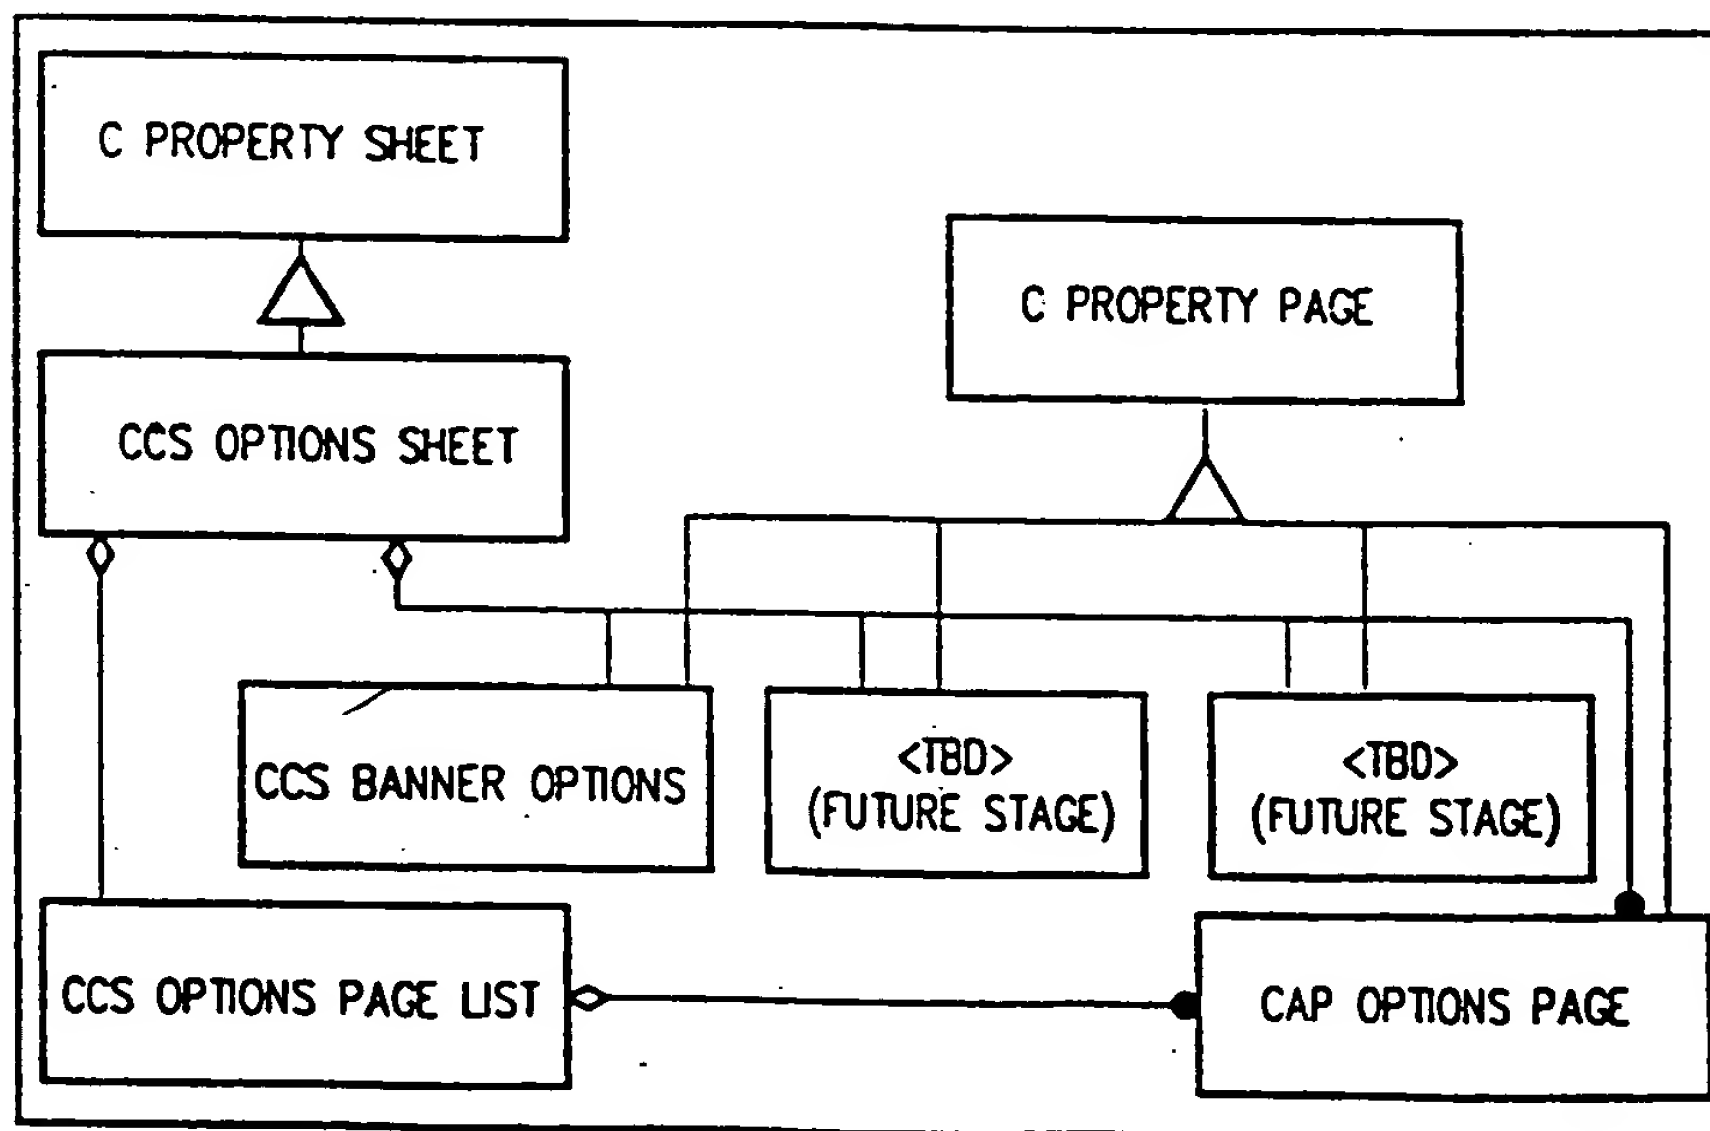 C PROPERTY SHEET
C PROPERTY PAGE
CCS OPTIONS SHEET
CCS BANNER OPTIONS
<TBD>
(FUTURE STAGE)
<TBD>
(FUTURE STAGE)
CCS OPTIONS PAGE LIST
CAP OPTIONS PAGE